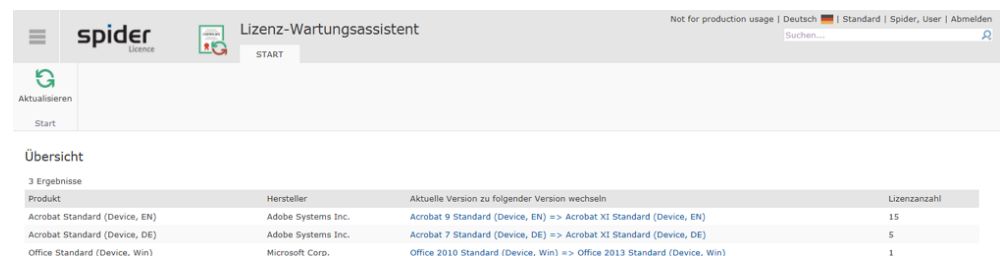 Not for production usage | Deutsch | Standard | Spider, User | Abmelden
spider
Licence
Lizenz-Wartungsassistent
Suchen...
START
Aktualisieren
Start
Übersicht
3 Ergebnisse
Produkt Hersteller Aktuelle Version zu folgender Version wechseln Lizenzanzahl
Acrobat Standard (Device, EN) Adobe Systems Inc. Acrobat 9 Standard (Device, EN) => Acrobat XI Standard (Device, EN) 15
Acrobat Standard (Device, DE) Adobe Systems Inc. Acrobat 7 Standard (Device, DE) => Acrobat XI Standard (Device, DE) 5
Office Standard (Device, Win) Microsoft Corp. Office 2010 Standard (Device, Win) => Office 2013 Standard (Device, Win) 1